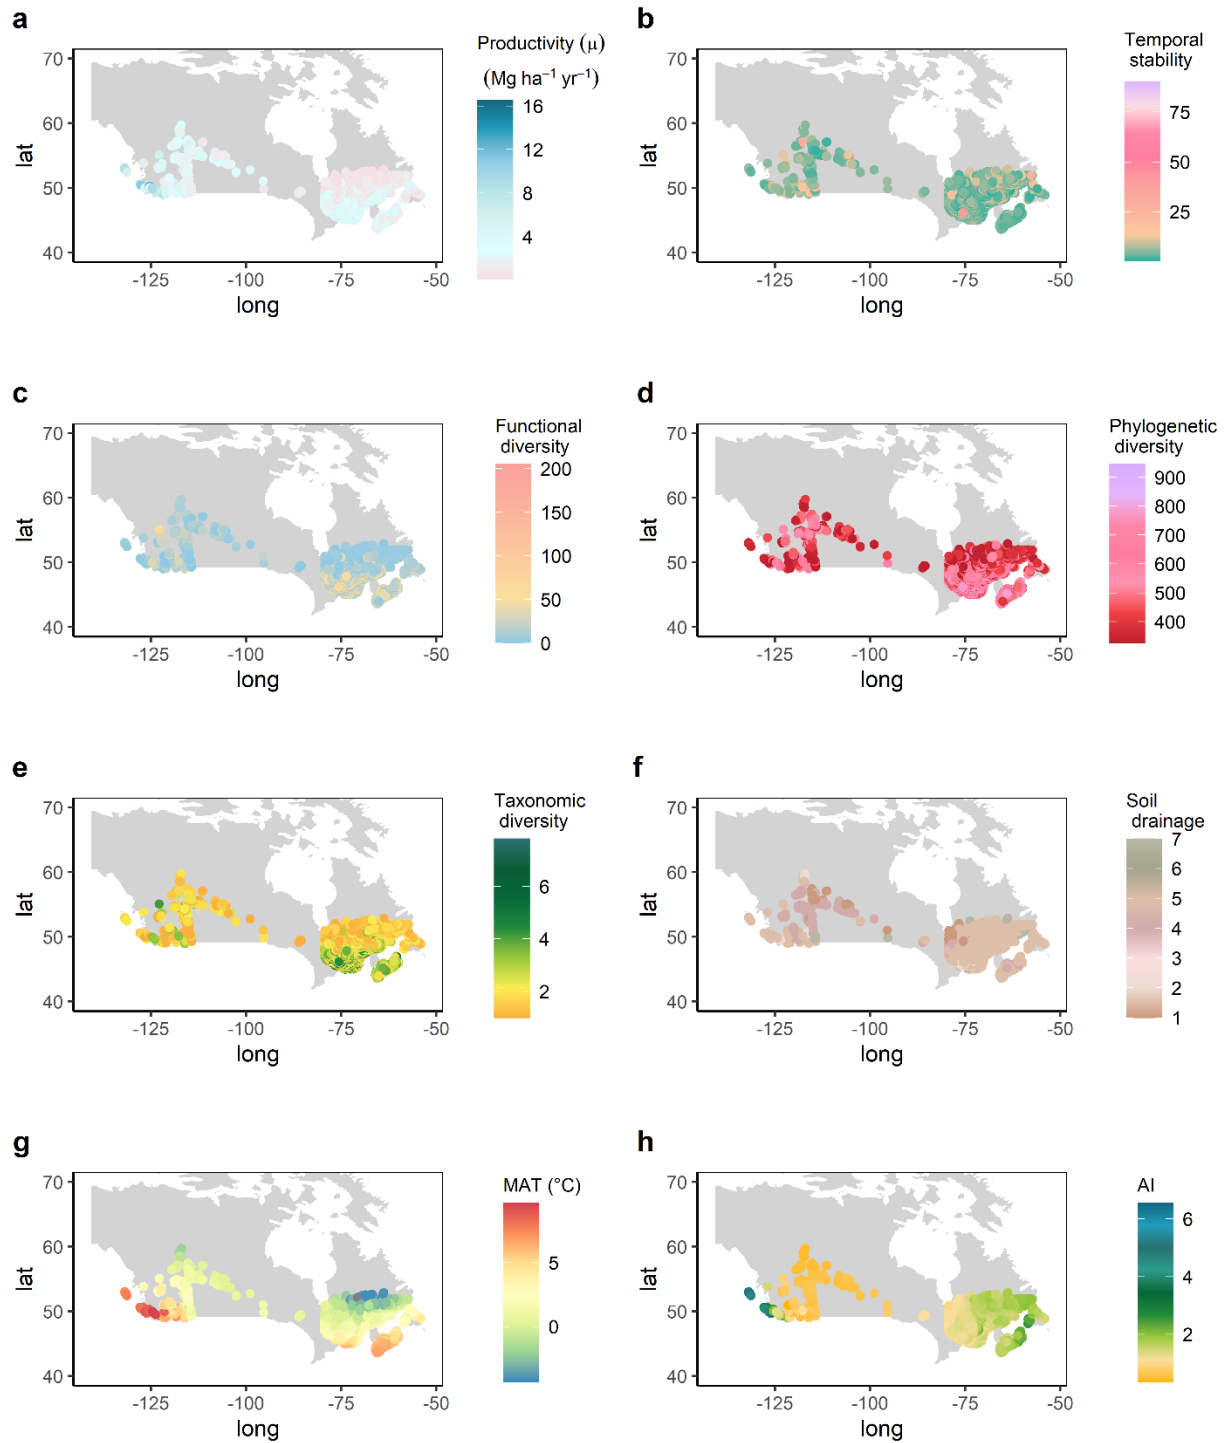 a
Productivity (μ)
(Mg ha⁻¹ yr⁻¹)
16
12
8
4
70
60
50
40
lat
-125
-100
-75
-50
long
b
Temporal
stability
75
50
25
70
60
50
40
lat
-125
-100
-75
-50
long
c
Functional
diversity
200
150
100
50
0
70
60
50
40
lat
-125
-100
-75
-50
long
d
Phylogenetic
diversity
900
800
700
600
500
400
70
60
50
40
lat
-125
-100
-75
-50
long
e
Taxonomic
diversity
6
4
2
70
60
50
40
lat
-125
-100
-75
-50
long
f
Soil
drainage
7
6
5
4
3
2
1
70
60
50
40
lat
-125
-100
-75
-50
long
g
MAT (°C)
5
0
70
60
50
40
lat
-125
-100
-75
-50
long
h
AI
6
4
2
70
60
50
40
lat
-125
-100
-75
-50
long